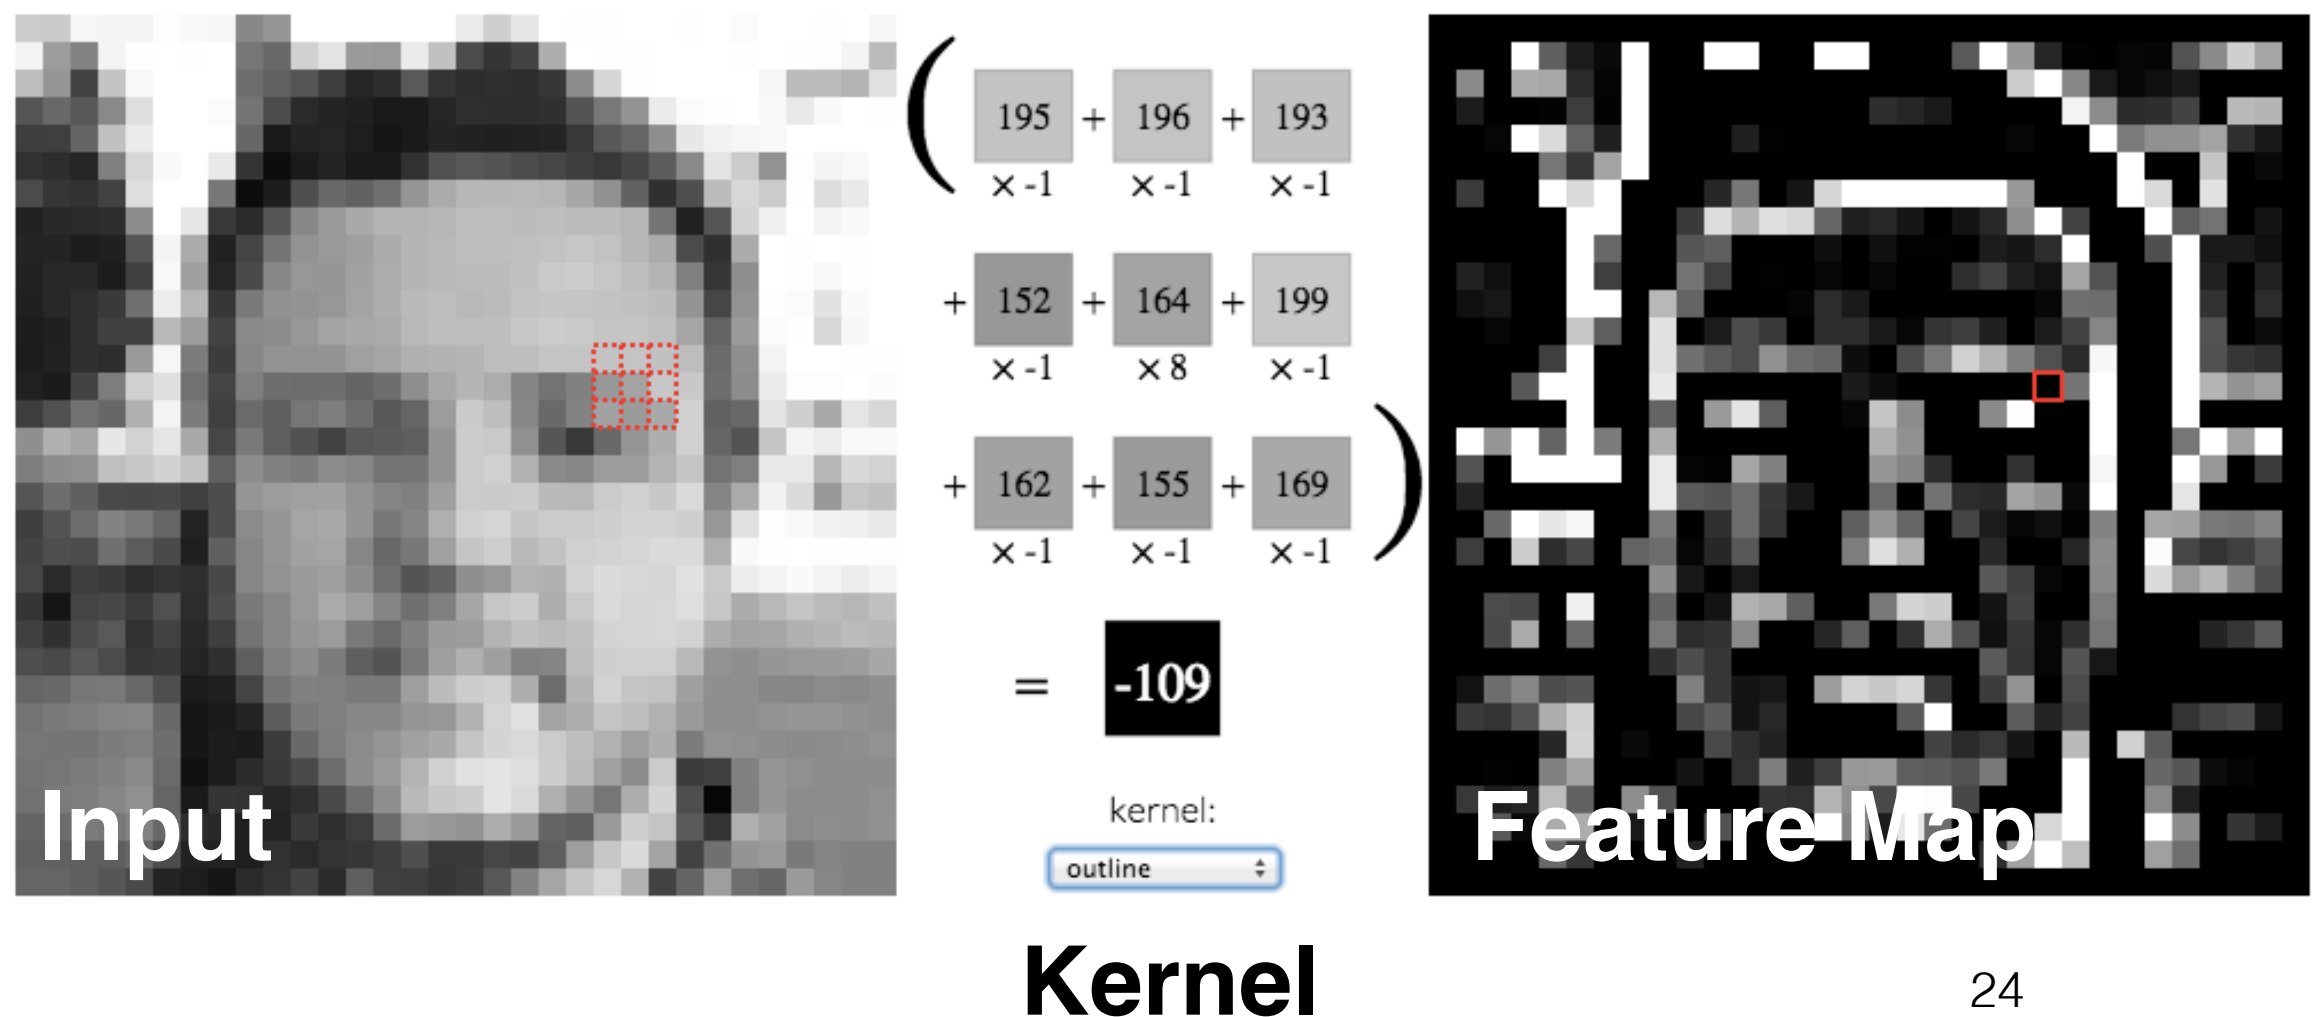 ( 195 + 196 + 193
× -1 × -1 × -1
+ 152 + 164 + 199
× -1 × 8 × -1
+ 162 + 155 + 169 )
× -1 × -1 × -1
= -109
kernel:
outline
Input
Feature Map
Kernel
24